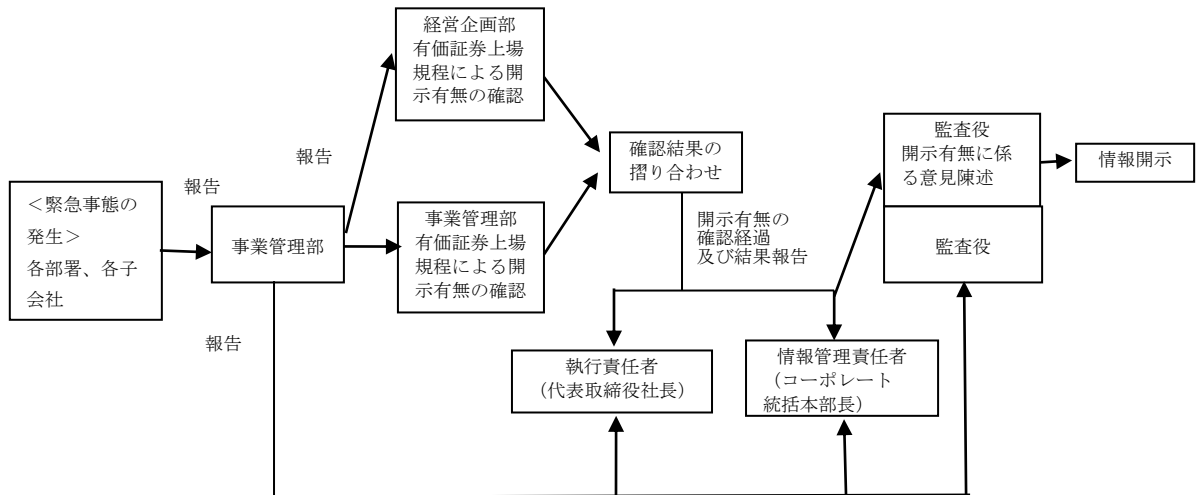 経営企画部
有価証券上場
規程による開
示有無の確認
報告
報告
＜緊急事態の
発生＞
各部署、各子
会社
事業管理部
事業管理部
有価証券上場
規程による開
示有無の確認
確認結果の
摺り合わせ
開示有無の
確認経過
及び結果報告
監査役
開示有無に係
る意見陳述
監査役
情報開示
報告
執行責任者
（代表取締役社長）
情報管理責任者
（コーポレート
統括本部長）